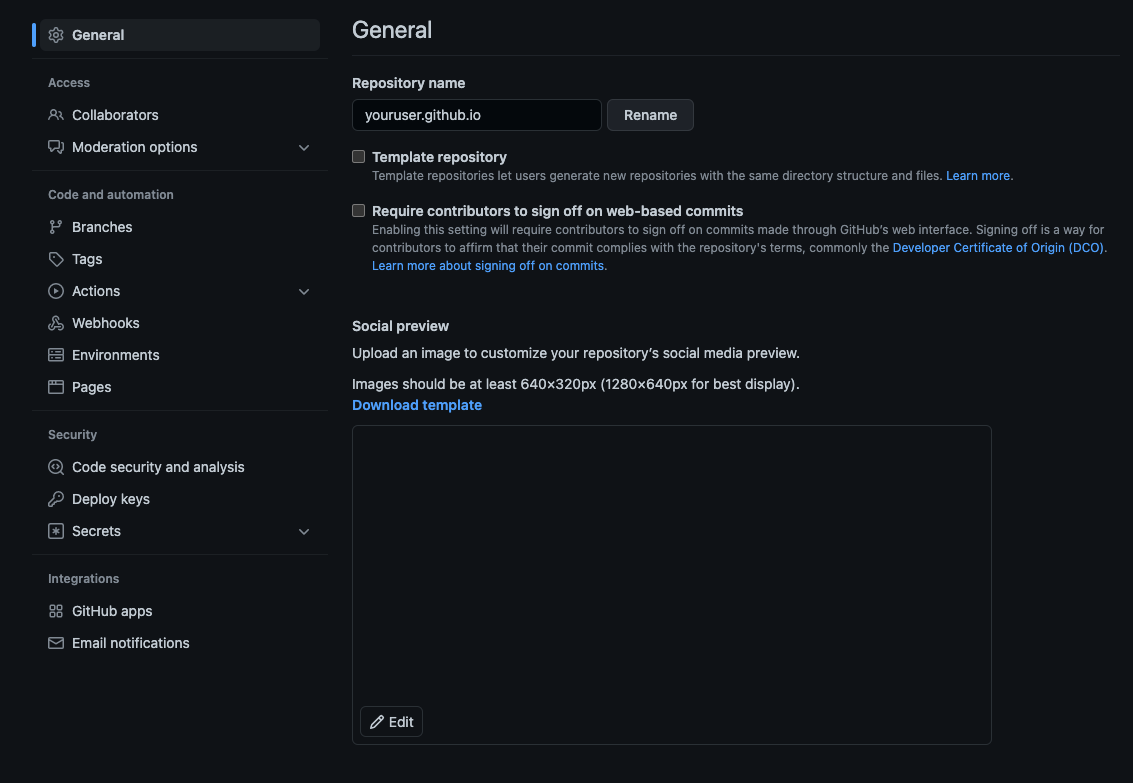 General
Access
Collaborators
Moderation options
Code and automation
Branches
Tags
Actions
Webhooks
Environments
Pages
Security
Code security and analysis
Deploy keys
Secrets
Integrations
GitHub apps
Email notifications
General
Repository name
youruser.github.io
Rename
Template repository
Template repositories let users generate new repositories with the same directory structure and files. Learn more.
Require contributors to sign off on web-based commits
Enabling this setting will require contributors to sign off on commits made through GitHub’s web interface. Signing off is a way for
contributors to affirm that their commit complies with the repository's terms, commonly the Developer Certificate of Origin (DCO).
Learn more about signing off on commits.
Social preview
Upload an image to customize your repository’s social media preview.
Images should be at least 640×320px (1280×640px for best display).
Download template
Edit